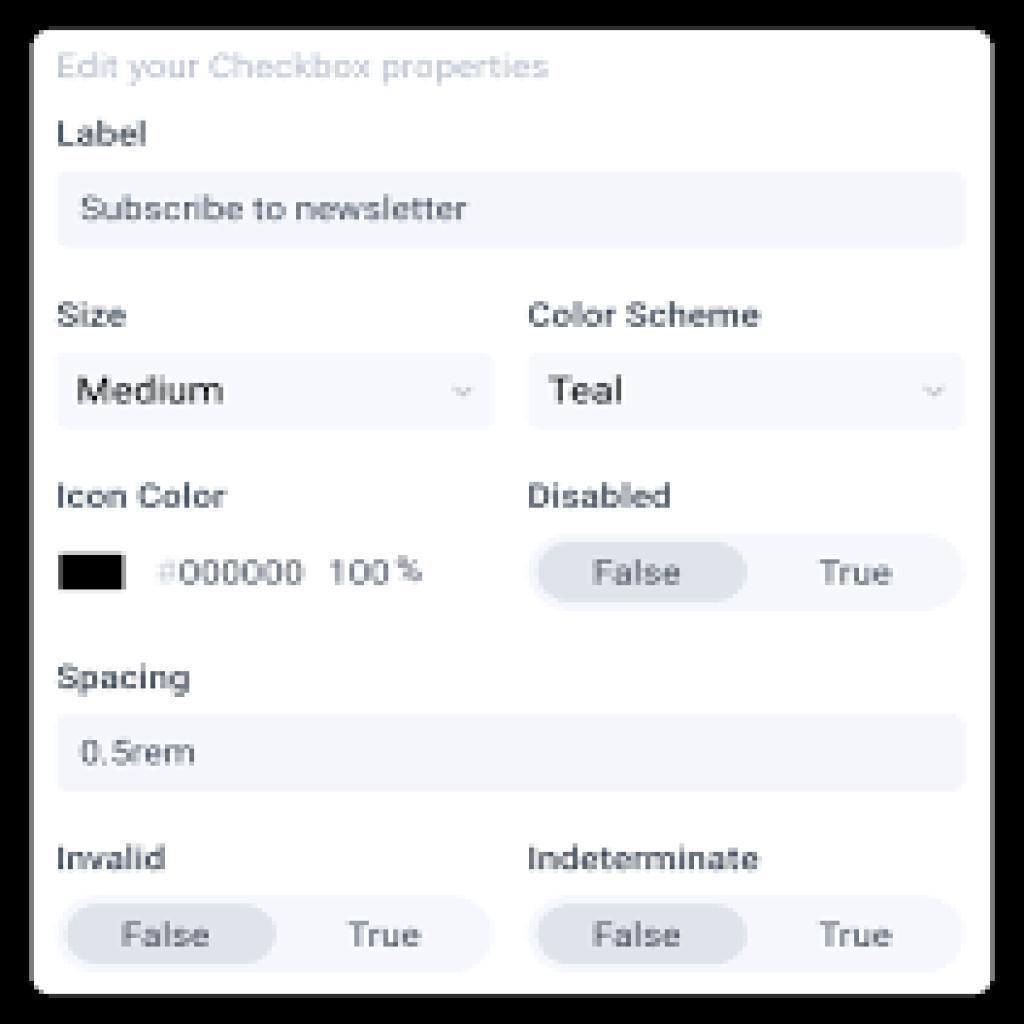 Edit your Checkbox properties
Label
Subscribe to newsletter
Size Color Scheme
Medium Teal
Icon Color Disabled
#000000 100% False True
Spacing
0.5rem
Invalid Indeterminate
False True False True